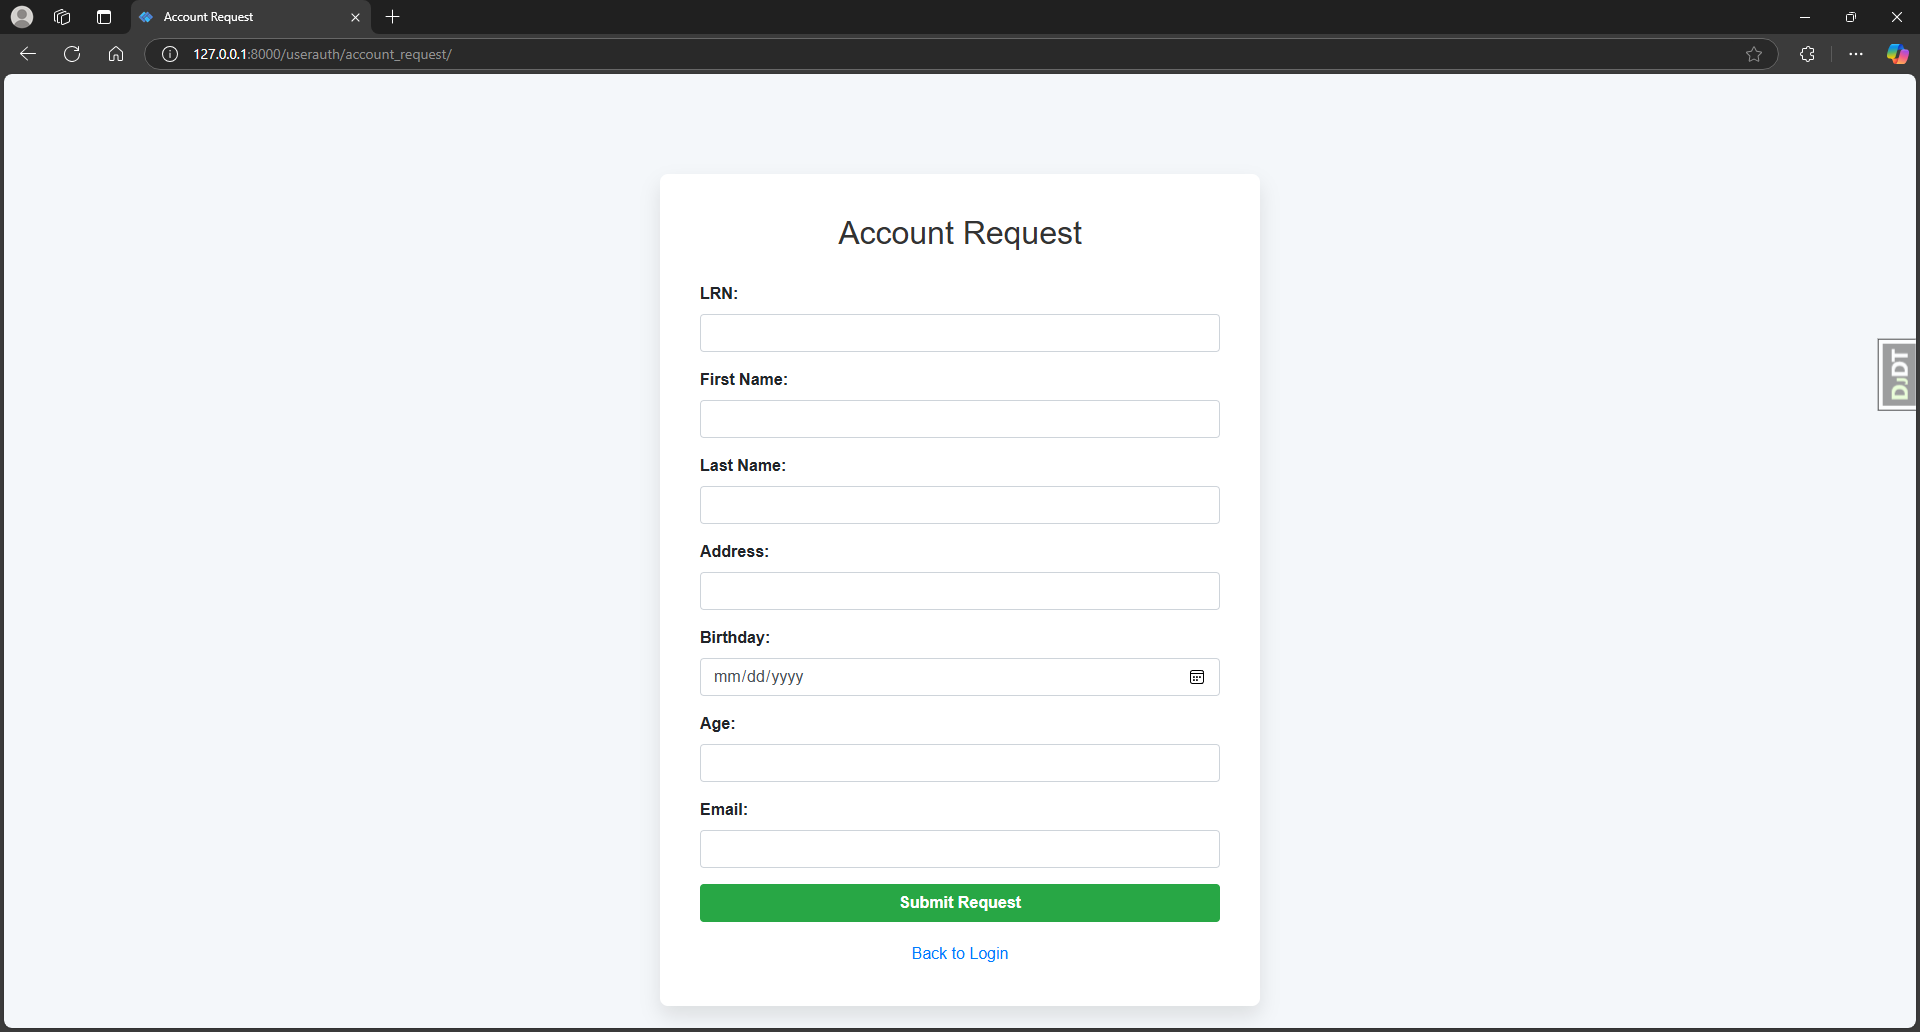 Account Request
127.0.0.1:8000/userauth/account_request/
Account Request
LRN:
First Name:
Last Name:
Address:
Birthday:
mm/dd/yyyy
Age:
Email:
Submit Request
Back to Login
DJDT